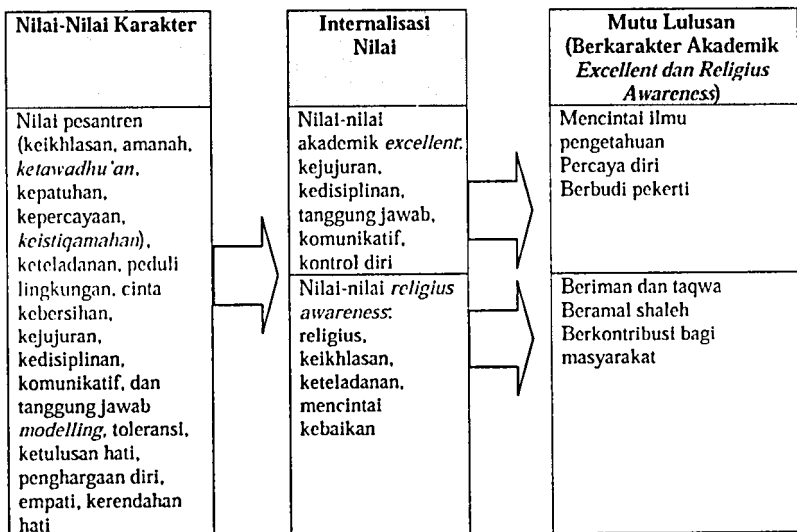 Nilai-Nilai Karakter
Nilai pesantren
(keikhlasan, amanah,
ketawadhu'an,
kepatuhan,
kepercayaan,
keistiqamahan),
keteladanan, peduli
lingkungan, cinta
kebersihan,
kejujuran,
kedisiplinan,
komunikatif, dan
tanggung jawab
modelling, toleransi,
ketulusan hati,
penghargaan diri,
empati, kerendahan
hati
Internalisasi
Nilai
Nilai-nilai
akademik excellent:
kejujuran,
kedisiplinan,
tanggung jawab,
komunikatif,
kontrol diri
Nilai-nilai religius
awareness:
religius,
keikhlasan,
keteladanan,
mencintai
kebaikan
Mutu Lulusan
(Berkarakter Akademik
Excellent dan Religius
Awareness)
Mencintai ilmu
pengetahuan
Percaya diri
Berbudi pekerti
Beriman dan taqwa
Beramal shaleh
Berkontribusi bagi
masyarakat